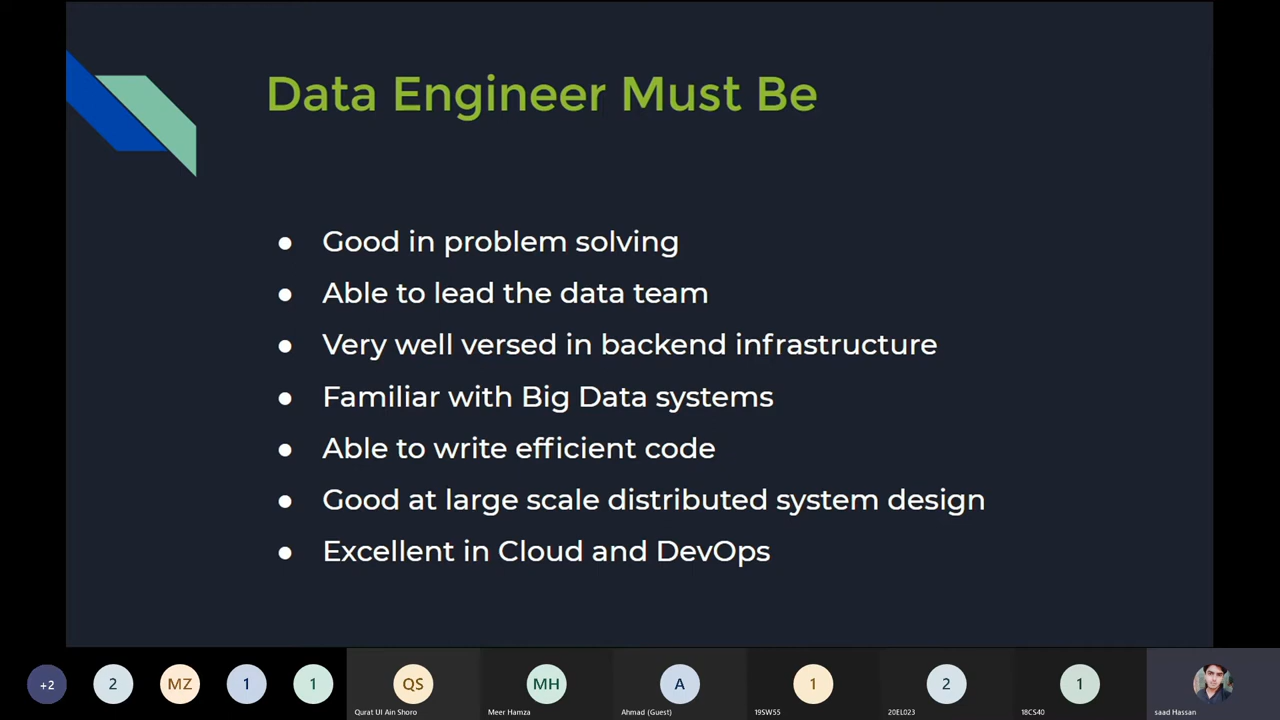 Data Engineer Must Be
● Good in problem solving
● Able to lead the data team
● Very well versed in backend infrastructure
● Familiar with Big Data systems
● Able to write efficient code
● Good at large scale distributed system design
● Excellent in Cloud and DevOps
+2
2
MZ
1
1
QS
MH
A
1
2
1
Qurat Ul Ain Shoro
Meer Hamza
Ahmad (Guest)
19SW55
20EL023
18CS40
saad Hassan